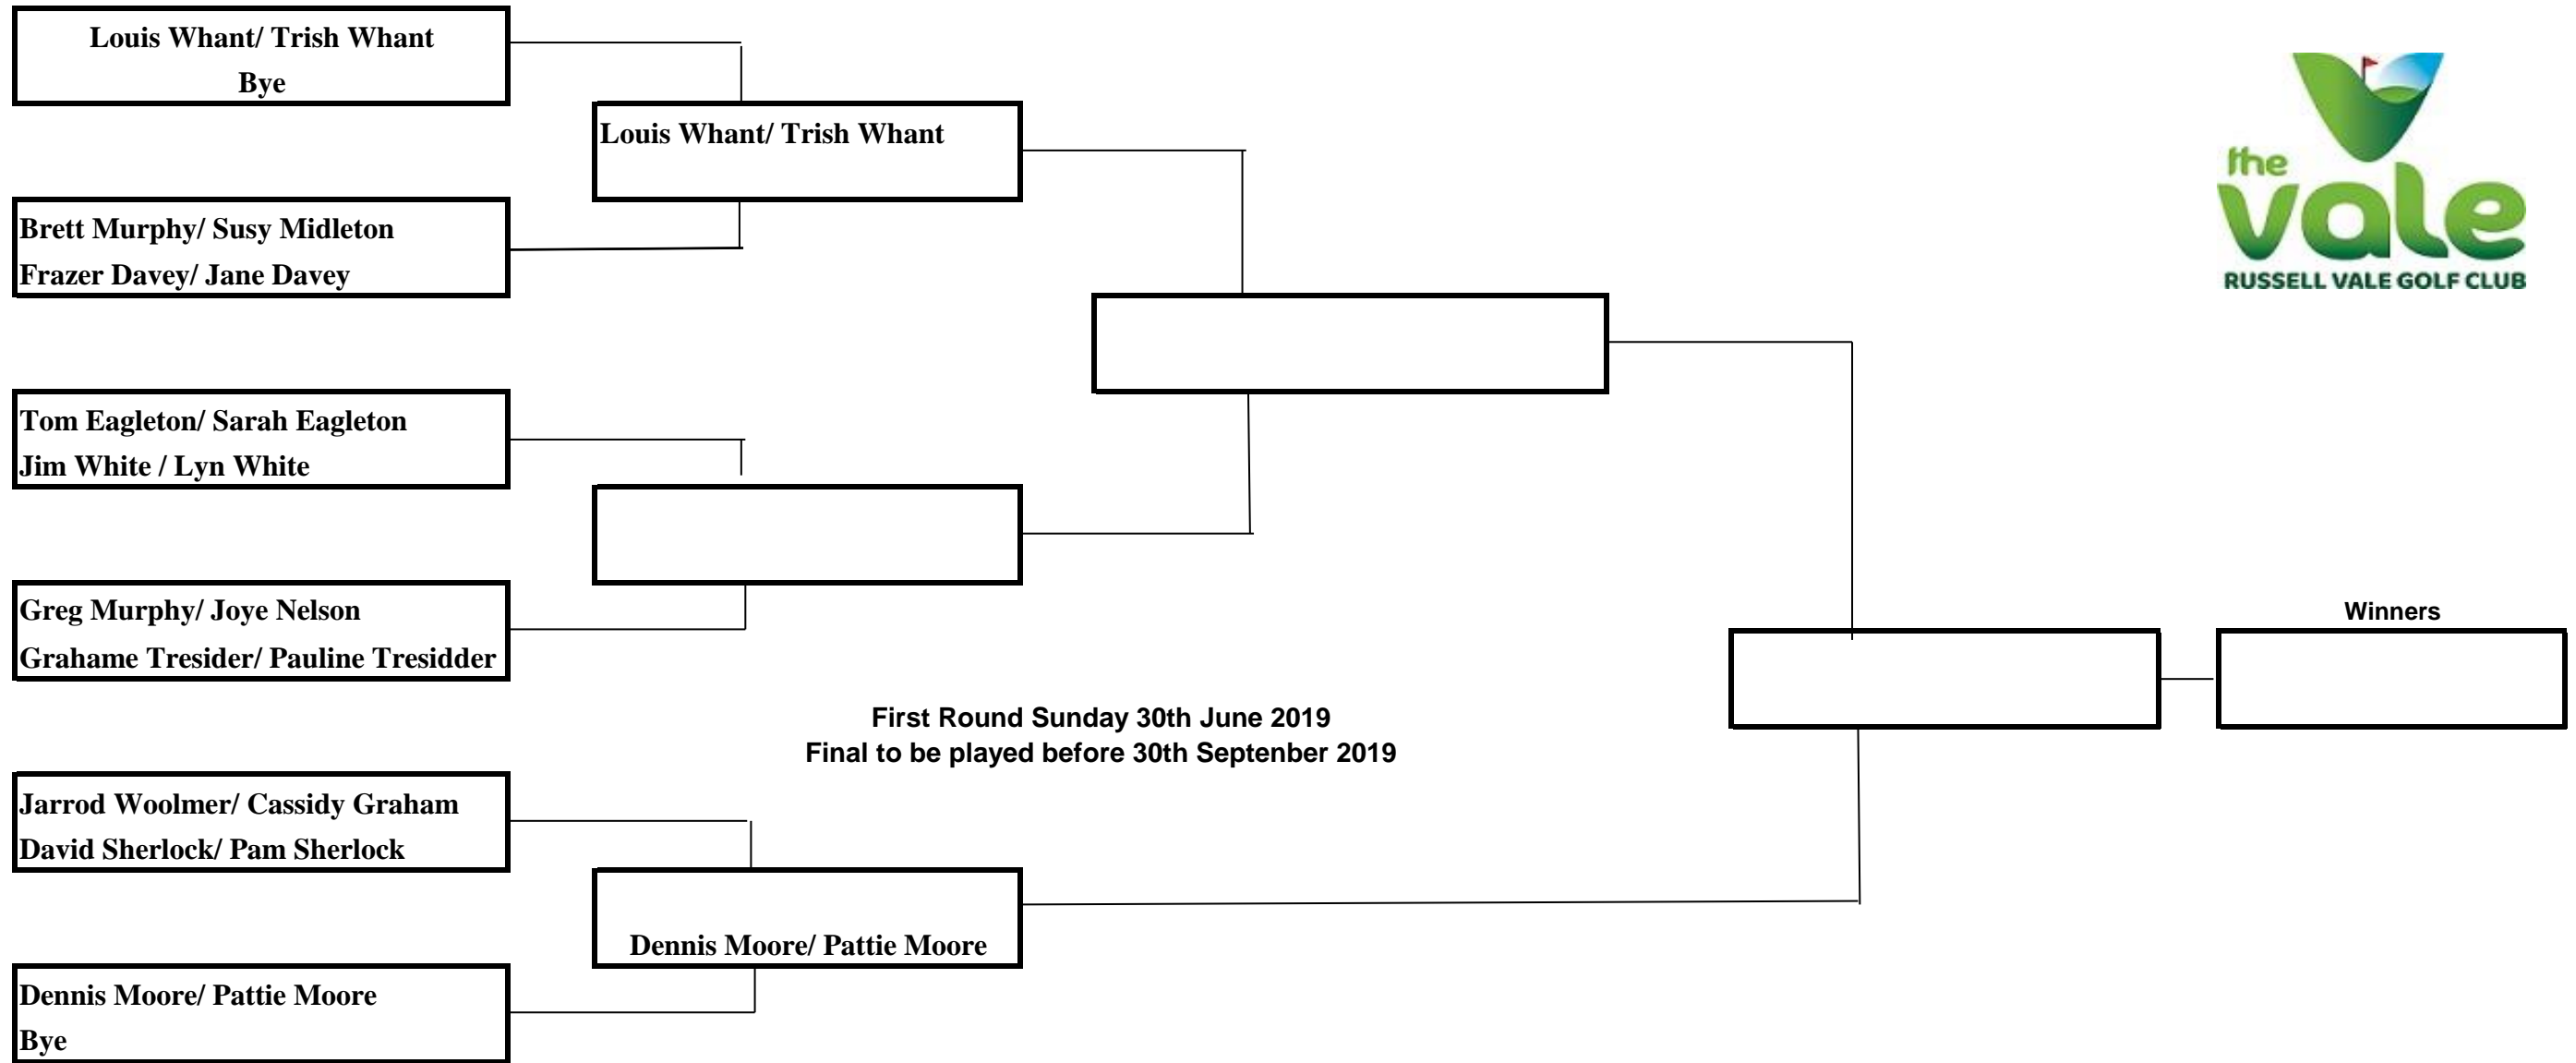 Louis Whant/ Trish Whant
Bye
Louis Whant/ Trish Whant
the
vale
RUSSELL VALE GOLF CLUB
Brett Murphy/ Susy Midleton
Frazer Davey/ Jane Davey
Tom Eagleton/ Sarah Eagleton
Jim White / Lyn White
Greg Murphy/ Joye Nelson
Grahame Tresider/ Pauline Tresidder
Winners
First Round Sunday 30th June 2019
Final to be played before 30th Septenber 2019
Jarrod Woolmer/ Cassidy Graham
David Sherlock/ Pam Sherlock
Dennis Moore/ Pattie Moore
Dennis Moore/ Pattie Moore
Bye